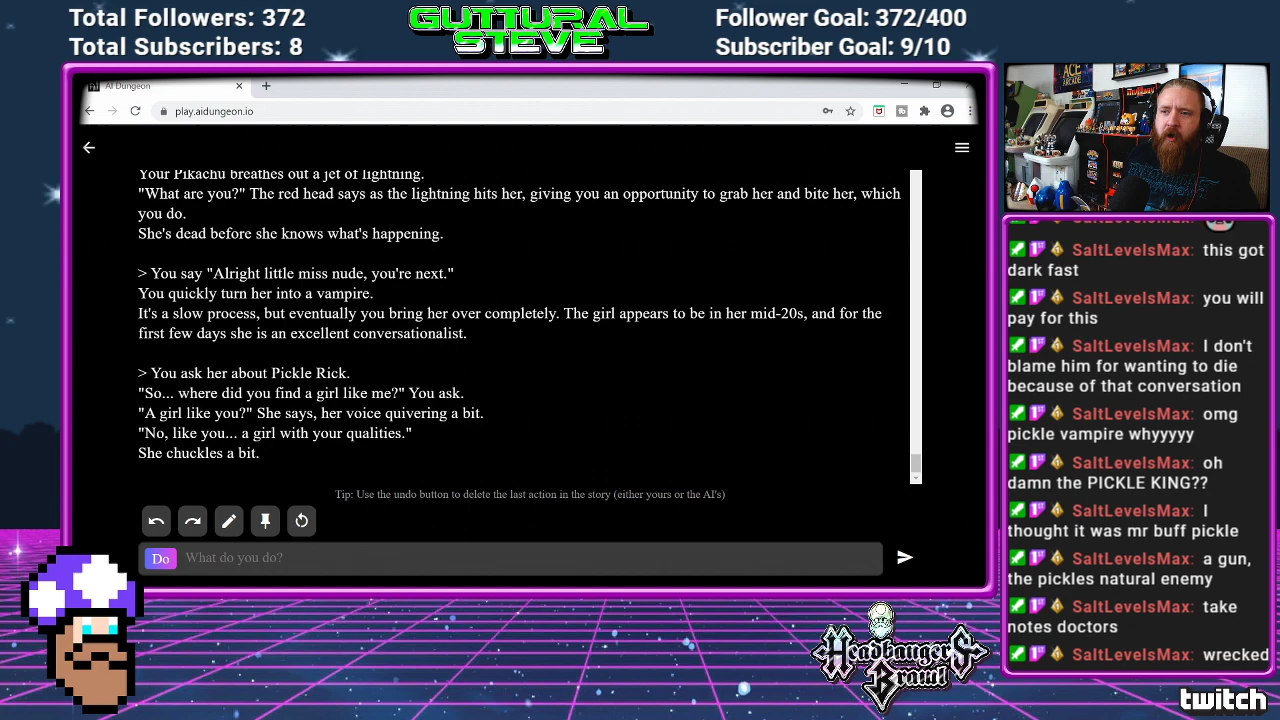 Total Followers: 372
Total Subscribers: 8
GUTTURAL
STEVE
Follower Goal: 372/400
Subscriber Goal: 9/10
AI Dungeon
play.aidungeon.io
Your Pikachu breathes out a jet of lightning.
"What are you?" The red head says as the lightning hits her, giving you an opportunity to grab her and bite her, which
you do.
She's dead before she knows what's happening.
> You say "Alright little miss nude, you're next."
You quickly turn her into a vampire.
It's a slow process, but eventually you bring her over completely. The girl appears to be in her mid-20s, and for the
first few days she is an excellent conversationalist.
> You ask her about Pickle Rick.
"So... where did you find a girl like me?" You ask.
"A girl like you?" She says, her voice quivering a bit.
"No, like you... a girl with your qualities."
She chuckles a bit.
Tip: Use the undo button to delete the last action in the story (either yours or the AI's)
Do What do you do?
ACE
ARCADE
SaltLevelsMax: this got
dark fast
SaltLevelsMax: you will
pay for this
SaltLevelsMax: I don't
blame him for wanting to die
because of that conversation
SaltLevelsMax: omg
pickle vampire whyyyyy
SaltLevelsMax: oh
damn the PICKLE KING??
SaltLevelsMax: I
thought it was mr buff pickle
SaltLevelsMax: a gun,
the pickles natural enemy
SaltLevelsMax: take
notes doctors
SaltLevelsMax: wrecked
Headbangers
Brawl
twitch